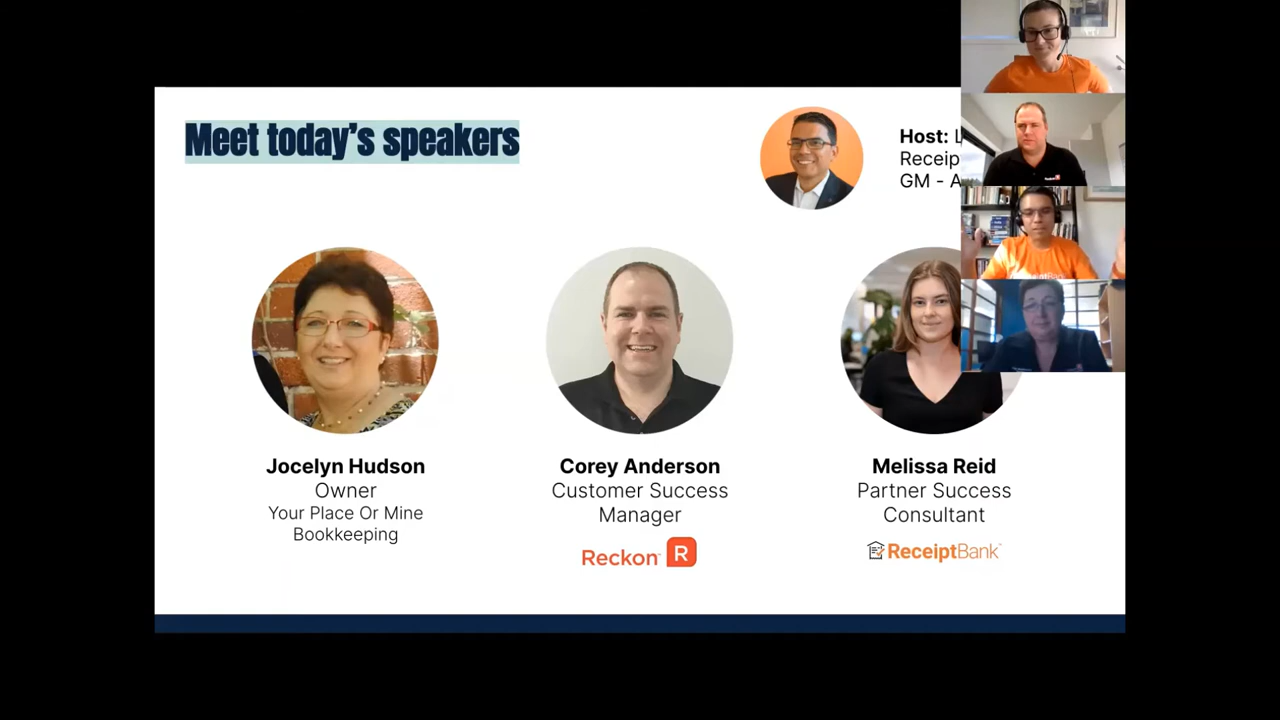 Meet today's speakers
Host:
Receip
GM - A
Jocelyn Hudson
Owner
Your Place Or Mine
Bookkeeping
Corey Anderson
Customer Success
Manager
Reckon R
Melissa Reid
Partner Success
Consultant
ReceiptBank